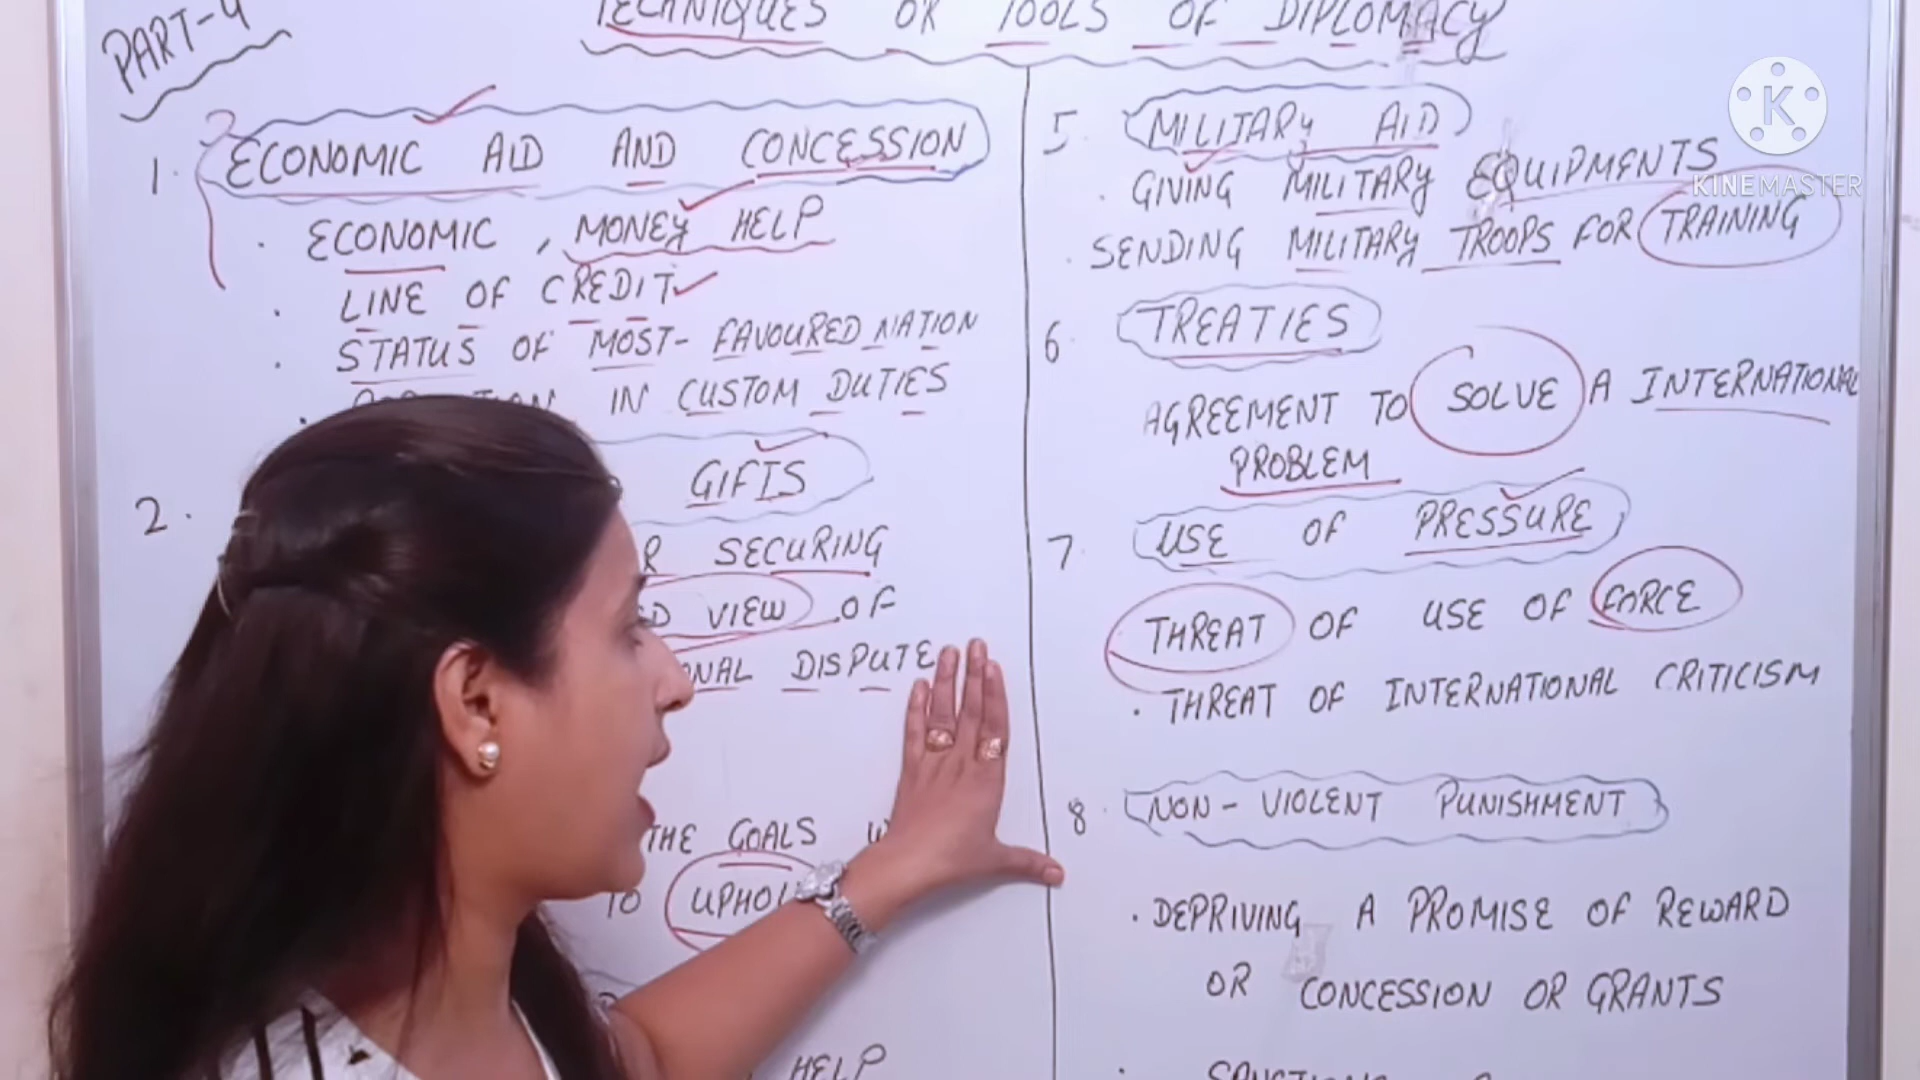 PART-4
TECHNIQUES OR TOOLS OF DIPLOMACY
1. ECONOMIC AID AND CONCESSION
. ECONOMIC, MONEY HELP
. LINE OF CREDIT
. STATUS OF MOST-FAVOURED NATION
. IN CUSTOM DUTIES
2. GIFTS
SECURING
VIEW OF
DISPUTE
THE GOALS
TO
HELP
5. MILITARY AID
. GIVING MILITARY EQUIPMENTS
. SENDING MILITARY TROOPS FOR TRAINING
6 TREATIES
AGREEMENT TO SOLVE A INTERNATIONAL
PROBLEM
7 USE OF PRESSURE
THREAT OF USE OF FORCE
. THREAT OF INTERNATIONAL CRITICISM
8. NON-VIOLENT PUNISHMENT
. DEPRIVING A PROMISE OF REWARD
OR CONCESSION OR GRANTS
K
KINEMASTER